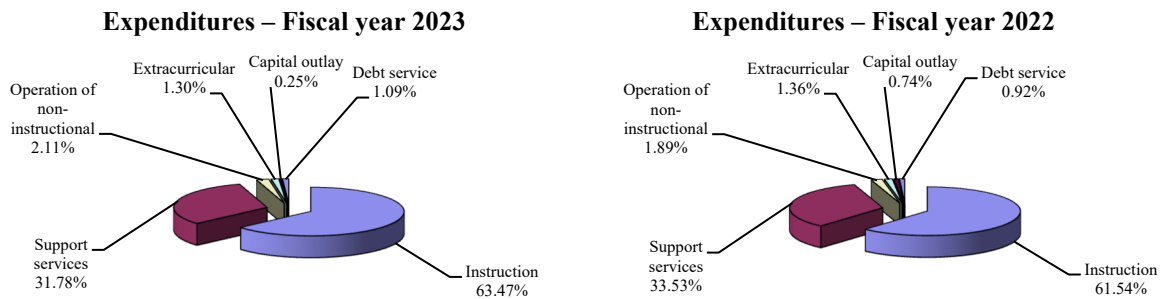 Expenditures – Fiscal year 2023
Extracurricular
1.30%
Capital outlay
0.25%
Debt service
1.09%
Operation of
non-
instructional
2.11%
Support
services
31.78%
Instruction
63.47%
Expenditures – Fiscal year 2022
Extracurricular
1.36%
Capital outlay
0.74%
Debt service
0.92%
Operation of
non-
instructional
1.89%
Support
services
33.53%
Instruction
61.54%